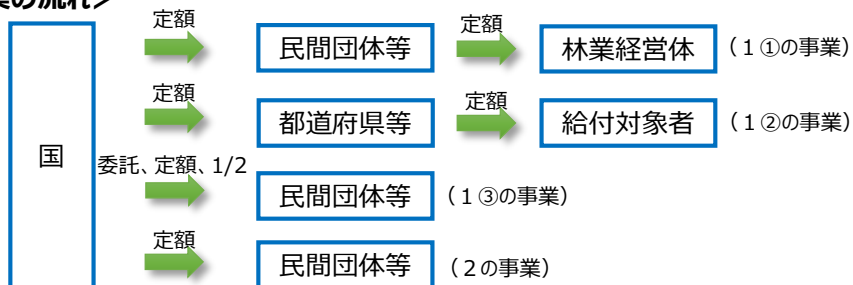 業の流れ>
定額 定額
民間団体等 林業経営体 (1①の事業)
定額 定額
都道府県等 給付対象者 (1②の事業)
国
委託、定額、1/2
民間団体等 (1③の事業)
定額
民間団体等 (2の事業)